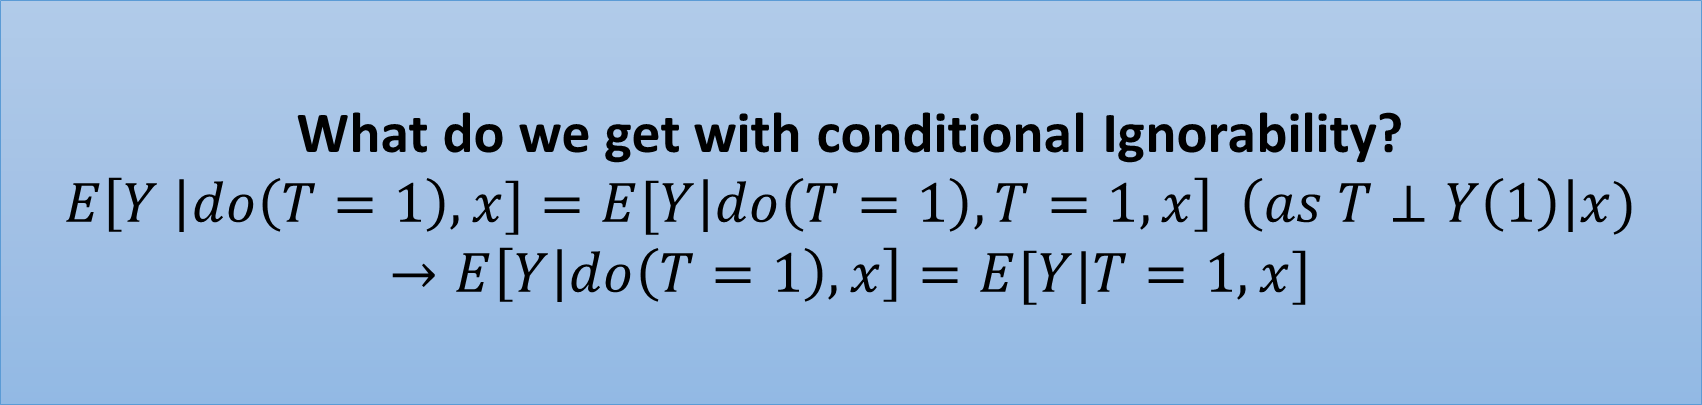 What do we get with conditional Ignorability?
E[Y |do(T = 1), x] = E[Y|do(T = 1), T = 1, x] (as T ⊥ Y(1)|x)
→ E[Y|do(T = 1), x] = E[Y|T = 1, x]